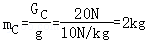 m_C = G_C/g = 20N/10N/kg = 2kg